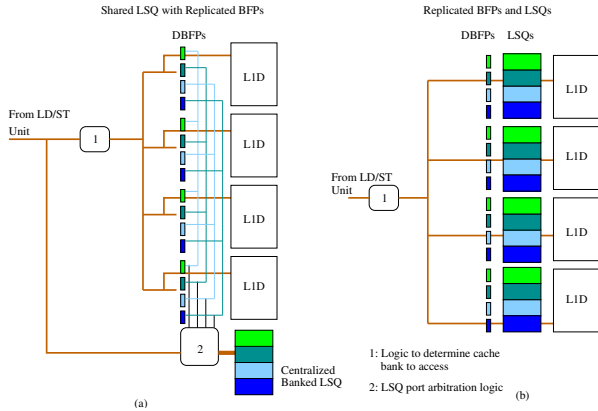 Shared LSQ with Replicated BFPs
DBFPs
L1D
From LD/ST
Unit
1
L1D
L1D
L1D
2
Centralized
Banked LSQ
(a)
Replicated BFPs and LSQs
DBFPs LSQs
L1D
L1D
From LD/ST
Unit
1
L1D
L1D
1: Logic to determine cache
bank to access
2: LSQ port arbitration logic
(b)